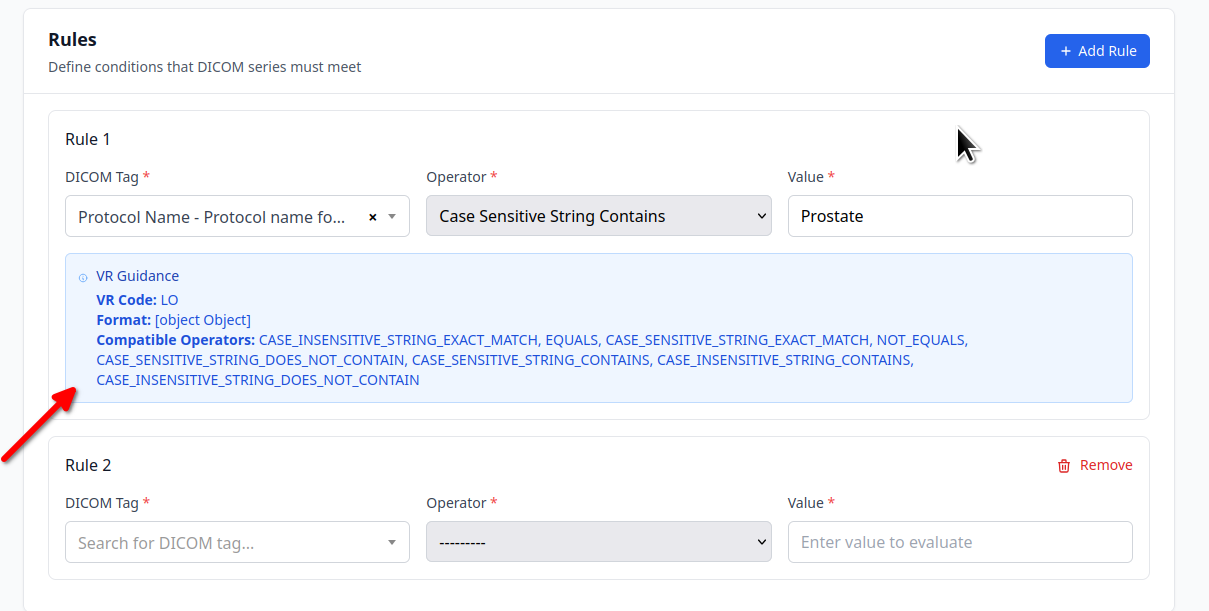 Rules
Define conditions that DICOM series must meet
+ Add Rule
Rule 1
DICOM Tag *
Operator *
Value *
Protocol Name - Protocol name fo... ×
Case Sensitive String Contains
Prostate
VR Guidance
VR Code: LO
Format: [object Object]
Compatible Operators: CASE_INSENSITIVE_STRING_EXACT_MATCH, EQUALS, CASE_SENSITIVE_STRING_EXACT_MATCH, NOT_EQUALS,
CASE_SENSITIVE_STRING_DOES_NOT_CONTAIN, CASE_SENSITIVE_STRING_CONTAINS, CASE_INSENSITIVE_STRING_CONTAINS,
CASE_INSENSITIVE_STRING_DOES_NOT_CONTAIN
Rule 2
Remove
DICOM Tag *
Operator *
Value *
Search for DICOM tag...
---------
Enter value to evaluate